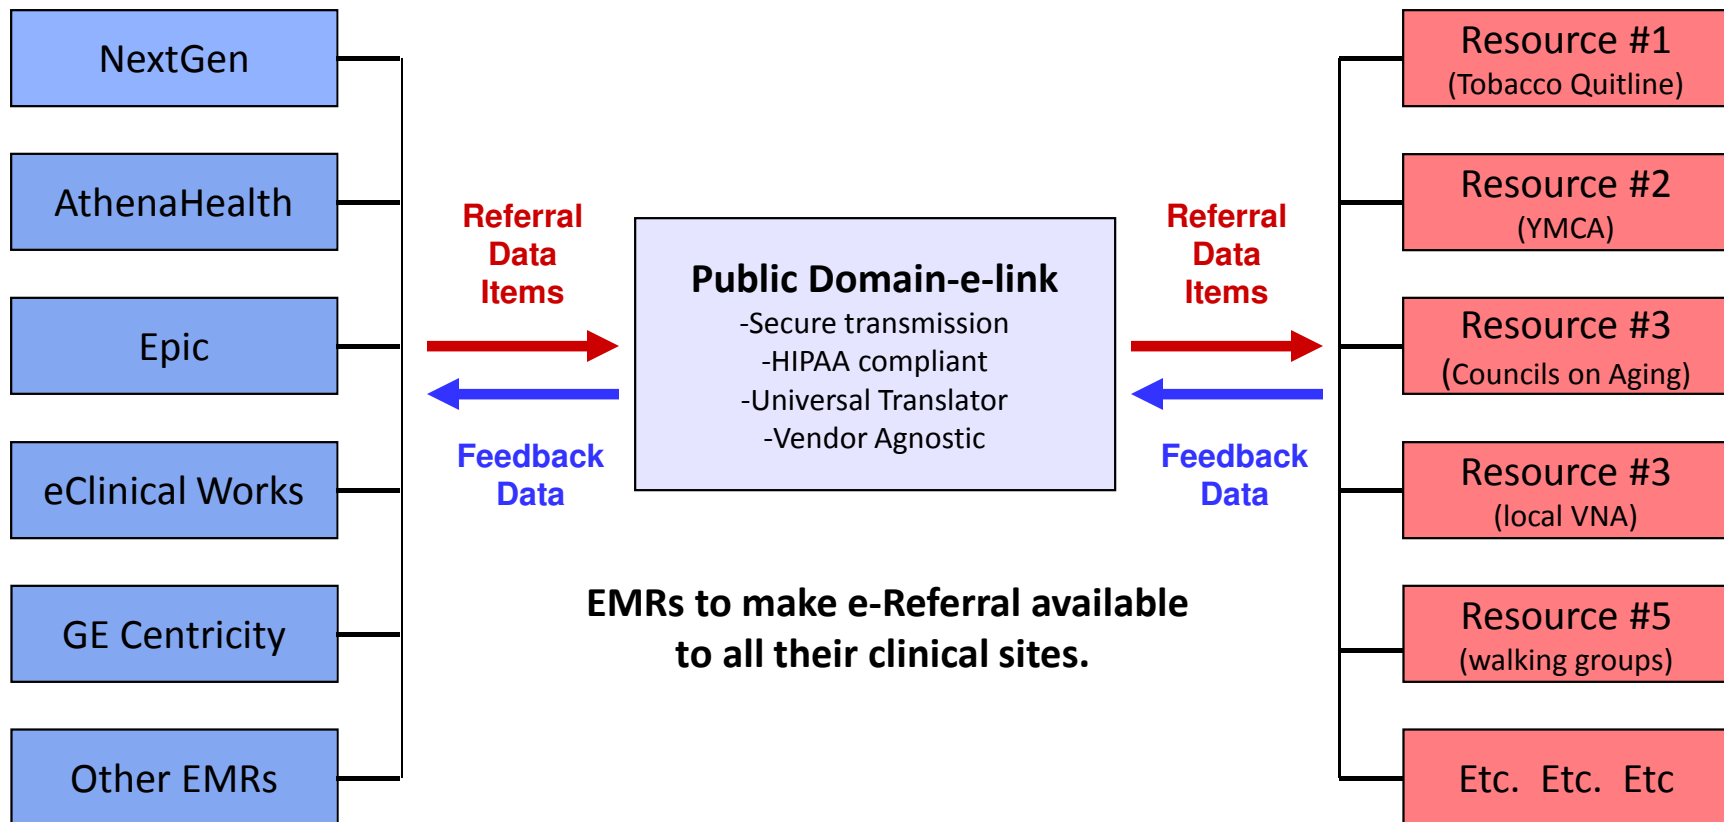 NextGen
AthenaHealth
Epic
eClinical Works
GE Centricity
Other EMRs
Referral
Data
Items
Feedback
Data
Public Domain-e-link
-Secure transmission
-HIPAA compliant
-Universal Translator
-Vendor Agnostic
EMRs to make e-Referral available
to all their clinical sites.
Referral
Data
Items
Feedback
Data
Resource #1
(Tobacco Quitline)
Resource #2
(YMCA)
Resource #3
(Councils on Aging)
Resource #3
(local VNA)
Resource #5
(walking groups)
Etc.  Etc.  Etc